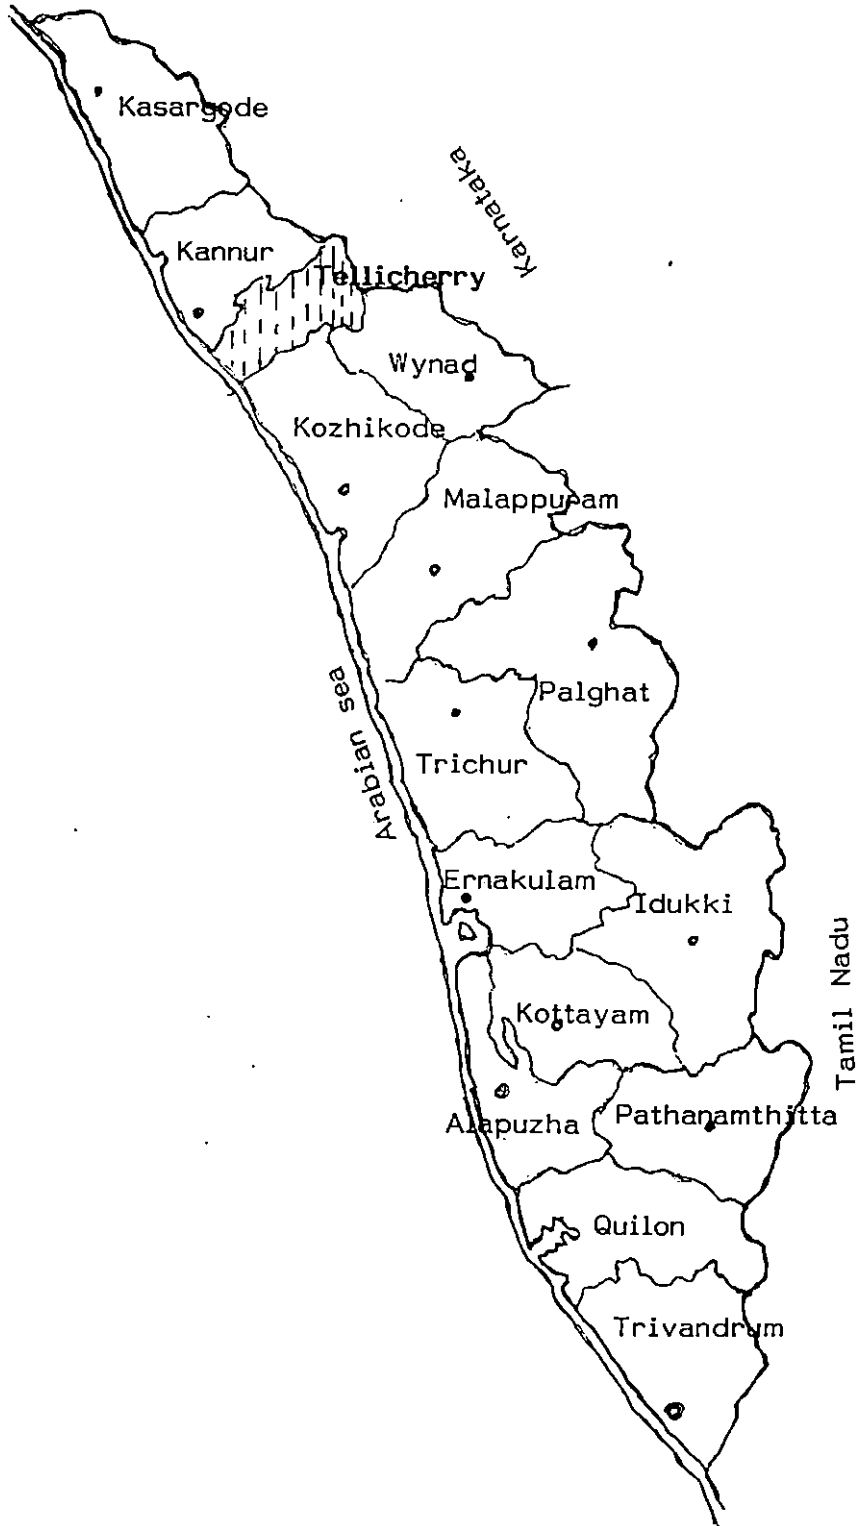 Kasargode
Karnataka
Kannur
Tellicherry
Wynad
Kozhikode
Malappuram
Palghat
Arabian sea
Trichur
Ernakulam
Idukki
Tamil Nadu
Kottayam
Alapuzha
Pathanamthitta
Quilon
Trivandrum